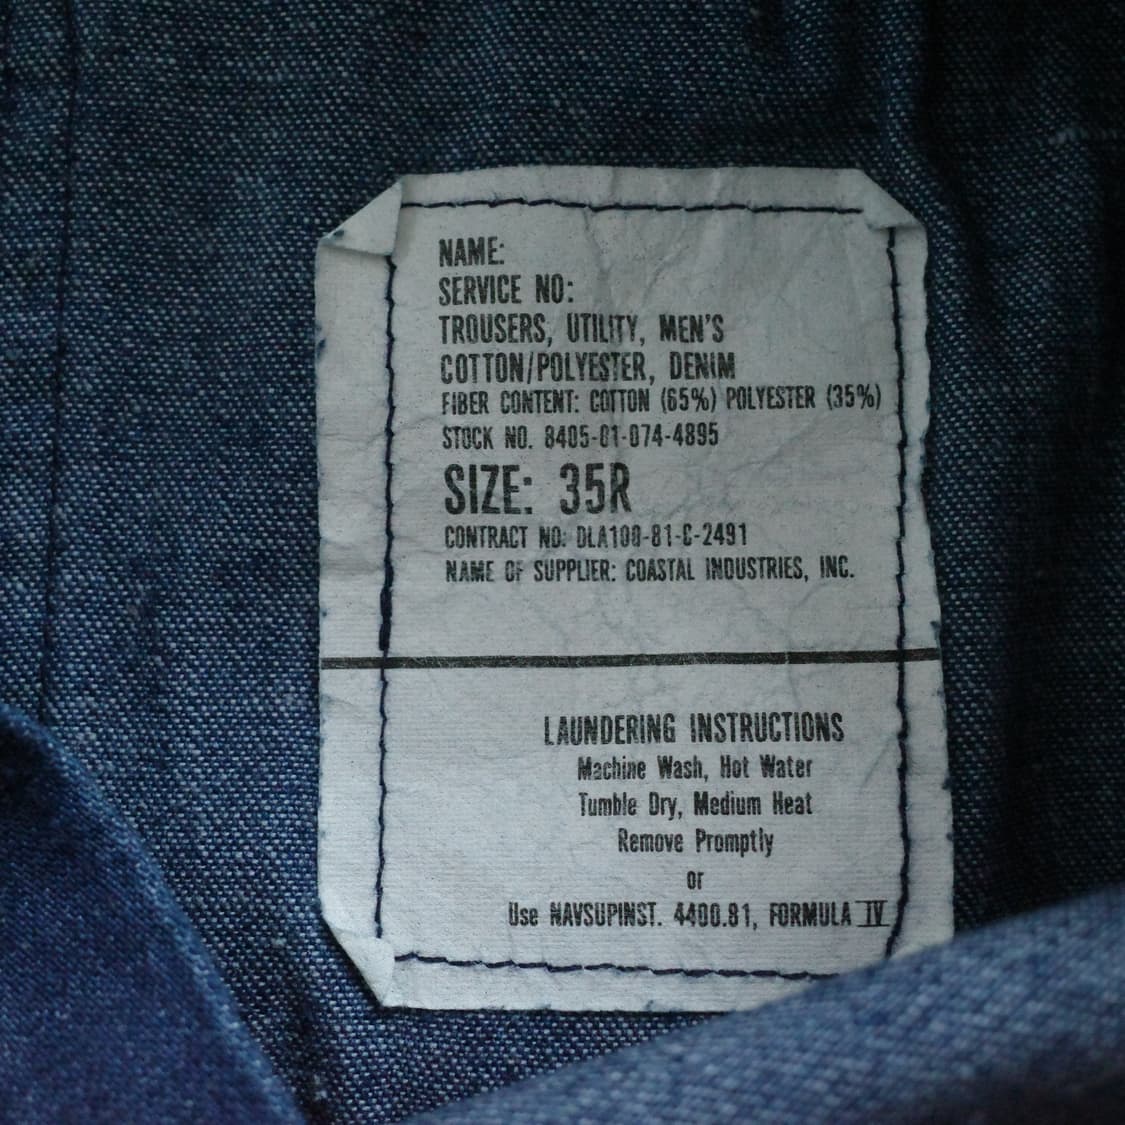 NAME:
SERVICE NO:
TROUSERS, UTILITY, MEN'S
COTTON/POLYESTER, DENIM
FIBER CONTENT: COTTON (65%) POLYESTER (35%)
STOCK NO. 8405-01-074-4895
SIZE: 35R
CONTRACT NO: DLA100-81-C-2491
NAME OF SUPPLIER: COASTAL INDUSTRIES, INC.
LAUNDERING INSTRUCTIONS
Machine Wash, Hot Water
Tumble Dry, Medium Heat
Remove Promptly
or
Use NAVSUPINST. 4400.81, FORMULA IV